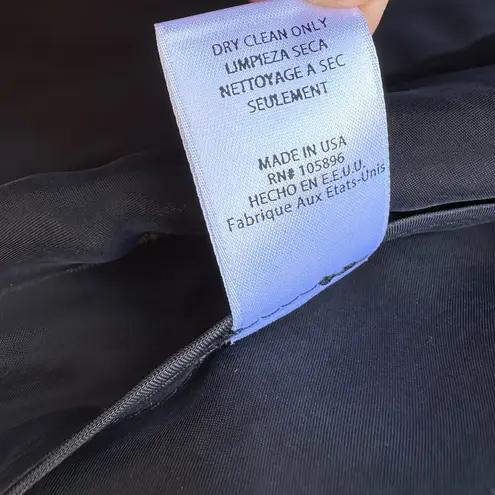 DRY CLEAN ONLY
LIMPIEZA SECA
NETTOYAGE A SEC
SEULEMENT
MADE IN USA
RN# 105896
HECHO EN E.E.U.U.
Fabrique Aux Etats-Unis